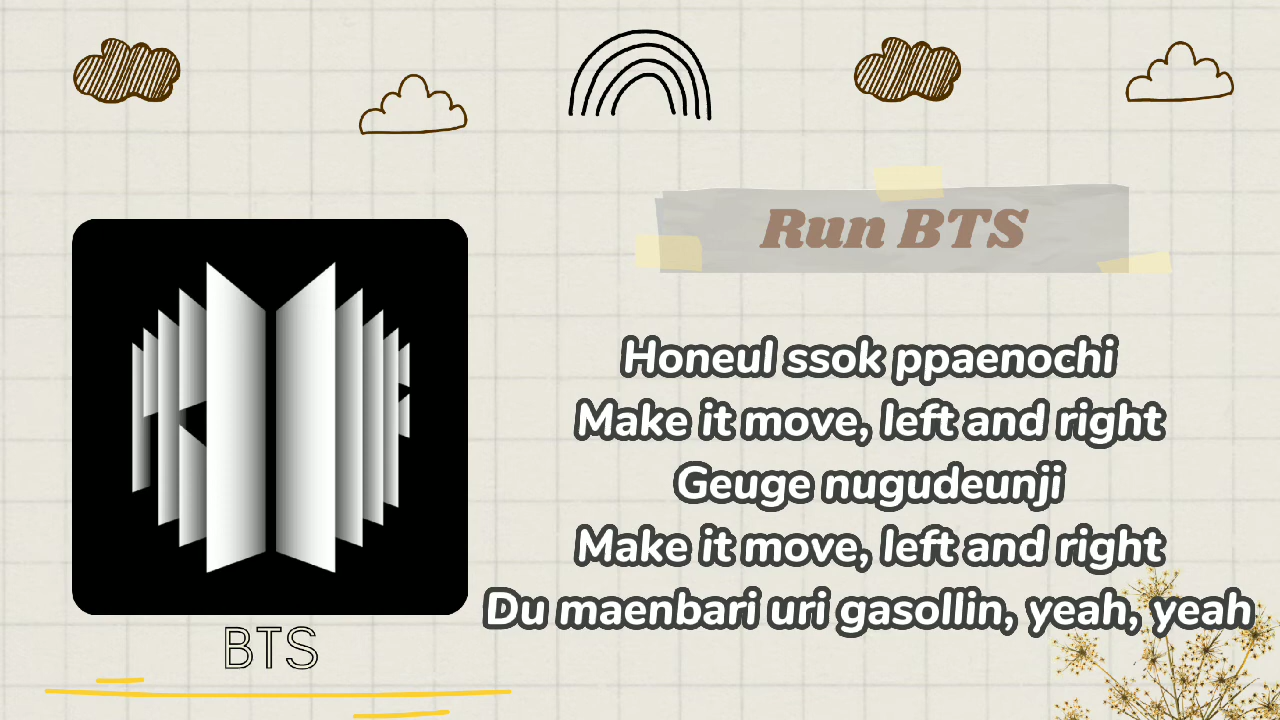 Run BTS
Honeul ssok ppaenochi
Make it move, left and right
Geuge nugudeunji
Make it move, left and right
Du maenbari uri gasollin, yeah, yeah
BTS